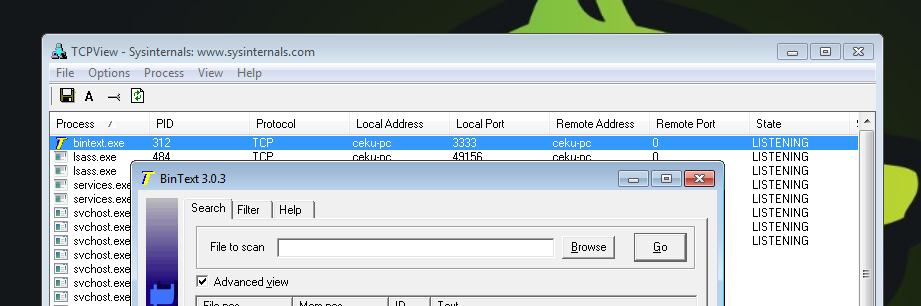 TCPView - Sysinternals: www.sysinternals.com
File Options Process View Help
A
Process / PID Protocol Local Address Local Port Remote Address Remote Port State
bintext.exe 312 TCP ceku-pc 3333 ceku-pc 0 LISTENING
lsass.exe 484 TCP ceku-pc 49156 ceku-pc 0 LISTENING
lsass.exe LISTENING
services.exe LISTENING
services.exe LISTENING
svchost.exe LISTENING
svchost.exe LISTENING
svchost.exe LISTENING
svchost.exe
svchost.exe
svchost.exe
svchost.exe
BinText 3.0.3
Search Filter Help
File to scan Browse Go
Advanced view
File pos Mem pos ID Text